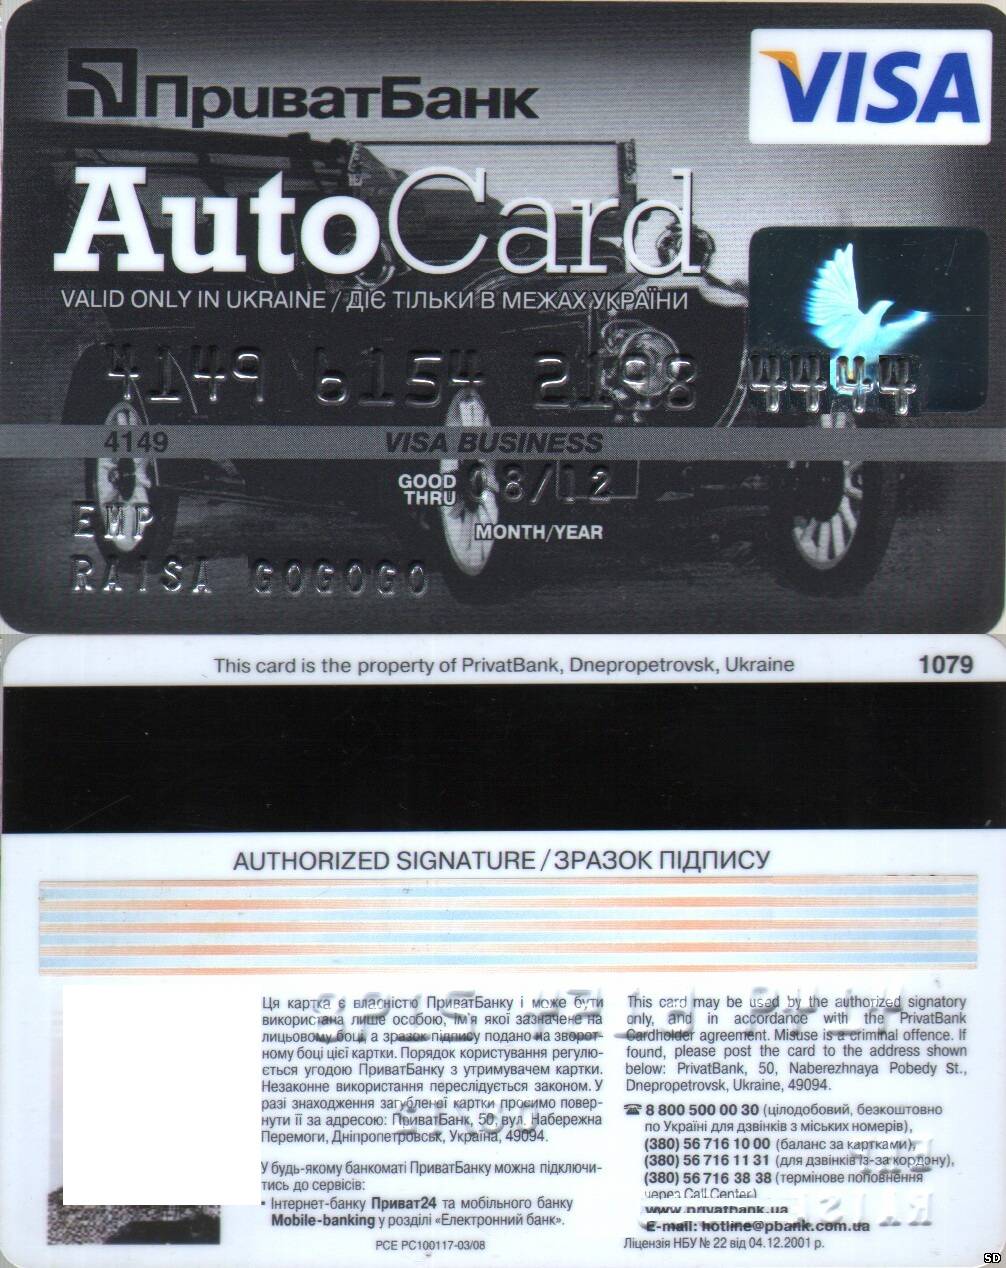 ПриватБанк
VISA
AutoCard
VALID ONLY IN UKRAINE / ДІЄ ТІЛЬКИ В МЕЖАХ УКРАЇНИ
4149 6154 2198 4444
4149 VISA BUSINESS
GOOD THRU 08/12
MONTH/YEAR
EMP
RAISA GOGOGO
This card is the property of PrivatBank, Dnepropetrovsk, Ukraine 1079
AUTHORIZED SIGNATURE / ЗРАЗОК ПІДПИСУ
Ця картка є власністю ПриватБанку і може бути
використана лише особою, ім'я якої зазначене на
лицьовому боці, а зразок підпису подано на зворот-
ному боці цієї картки. Порядок користування регулю-
ється угодою ПриватБанку з утримувачем картки.
Незаконне використання переслідується законом. У
разі знаходження загубленої картки просимо повер-
нути її за адресою: ПриватБанк, 50, вул. Набережна
Перемоги, Дніпропетровськ, Україна, 49094.
У будь-якому банкоматі ПриватБанку можна підключи-
тись до сервісів:
• Інтернет-банку Приват24 та мобільного банку
Mobile-banking у розділі «Електронний банк».
PCE PC100117-03/08
This card may be used by the authorized signatory
only, and in accordance with the PrivatBank
Cardholder agreement. Misuse is criminal offence. If
found, please post the card to the address shown
below: PrivatBank, 50, Naberezhnaya Pobedy St.,
Dnepropetrovsk, Ukraine, 49094.
☎ 8 800 500 00 30 (цілодобовий, безкоштовно
по Україні для дзвінків з міських номерів),
(380) 56 716 10 00 (баланс за картками),
(380) 56 716 11 31 (для дзвінків із-за кордону),
(380) 56 716 38 38 (термінове поповнення
через Call Center)
www.privatbank.ua
E-mail: hotline@pbank.com.ua
Ліцензія НБУ № 22 від 04.12.2001 р.
SD